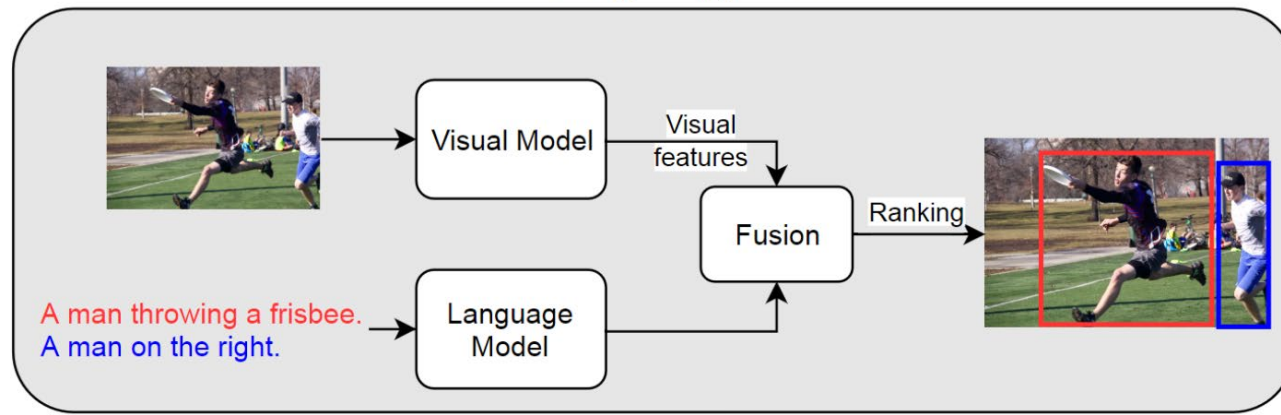 Visual Model
Visual
features
Fusion
Ranking
A man throwing a frisbee.
A man on the right.
Language
Model